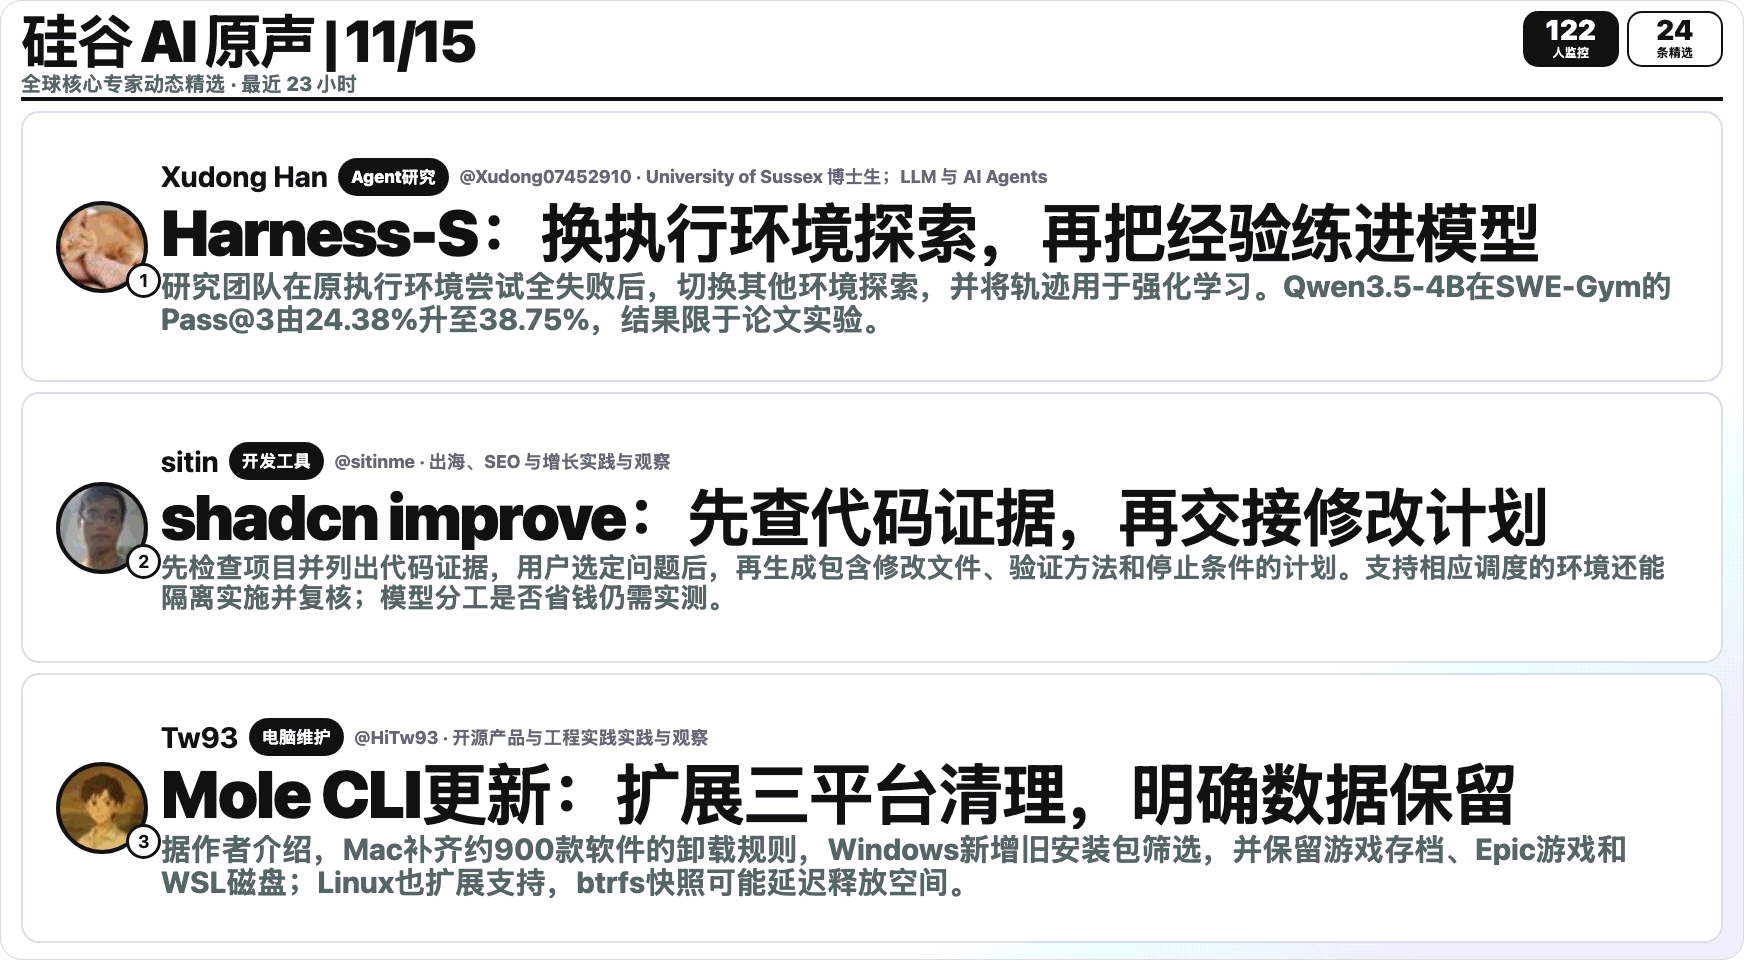 硅谷 AI 原声 | 11/15
全球核心专家动态精选 · 最近 23 小时
122
人监控
24
条精选
Xudong Han Agent研究 @Xudong07452910 · University of Sussex 博士生；LLM 与 AI Agents
Harness-S：换执行环境探索，再把经验练进模型
1
研究团队在原执行环境尝试全失败后，切换其他环境探索，并将轨迹用于强化学习。Qwen3.5-4B在SWE-Gym的
Pass@3由24.38%升至38.75%，结果限于论文实验。
sitin 开发工具 @sitinme · 出海、SEO 与增长实践与观察
shadcn improve：先查代码证据，再交接修改计划
2
先检查项目并列出代码证据，用户选定问题后，再生成包含修改文件、验证方法和停止条件的计划。支持相应调度的环境还能
隔离实施并复核；模型分工是否省钱仍需实测。
Tw93 电脑维护 @HiTw93 · 开源产品与工程实践实践与观察
Mole CLI更新：扩展三平台清理，明确数据保留
3
据作者介绍，Mac补齐约900款软件的卸载规则，Windows新增旧安装包筛选，并保留游戏存档、Epic游戏和
WSL磁盘；Linux也扩展支持，btrfs快照可能延迟释放空间。